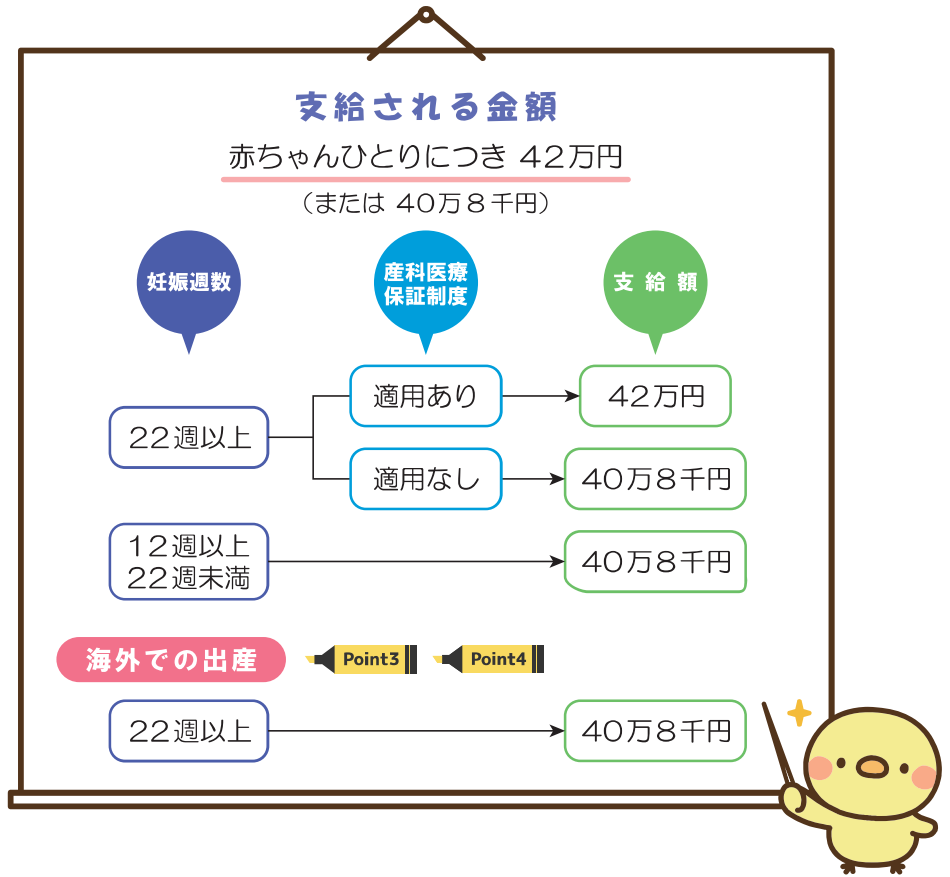 支給される金額
赤ちゃんひとりにつき 42万円
（または 40万8千円）
妊娠週数
産科医療
保証制度
支給額
22週以上
適用あり
42万円
適用なし
40万8千円
12週以上
22週未満
40万8千円
海外での出産
Point3
Point4
22週以上
40万8千円